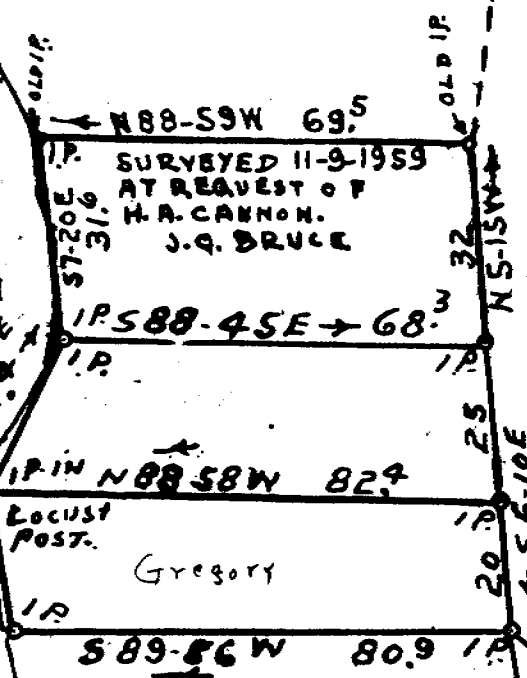 OLD I.P.
OLD I.P.
N88-59W 69.5
I.P.
SURVEYED 11-9-1959
AT REQUEST OF
H.A. CANNON.
J.Q. BRUCE
S7-20E
31.6
32
N5-15W
I.P. S88-45E → 68.3
I.P.
I.P.
25
I.P. IN N88-58W 82.4
LOCUST
POST.
I.P.
Gregory
20
I.P.
S89-56W 80.9 I.P.